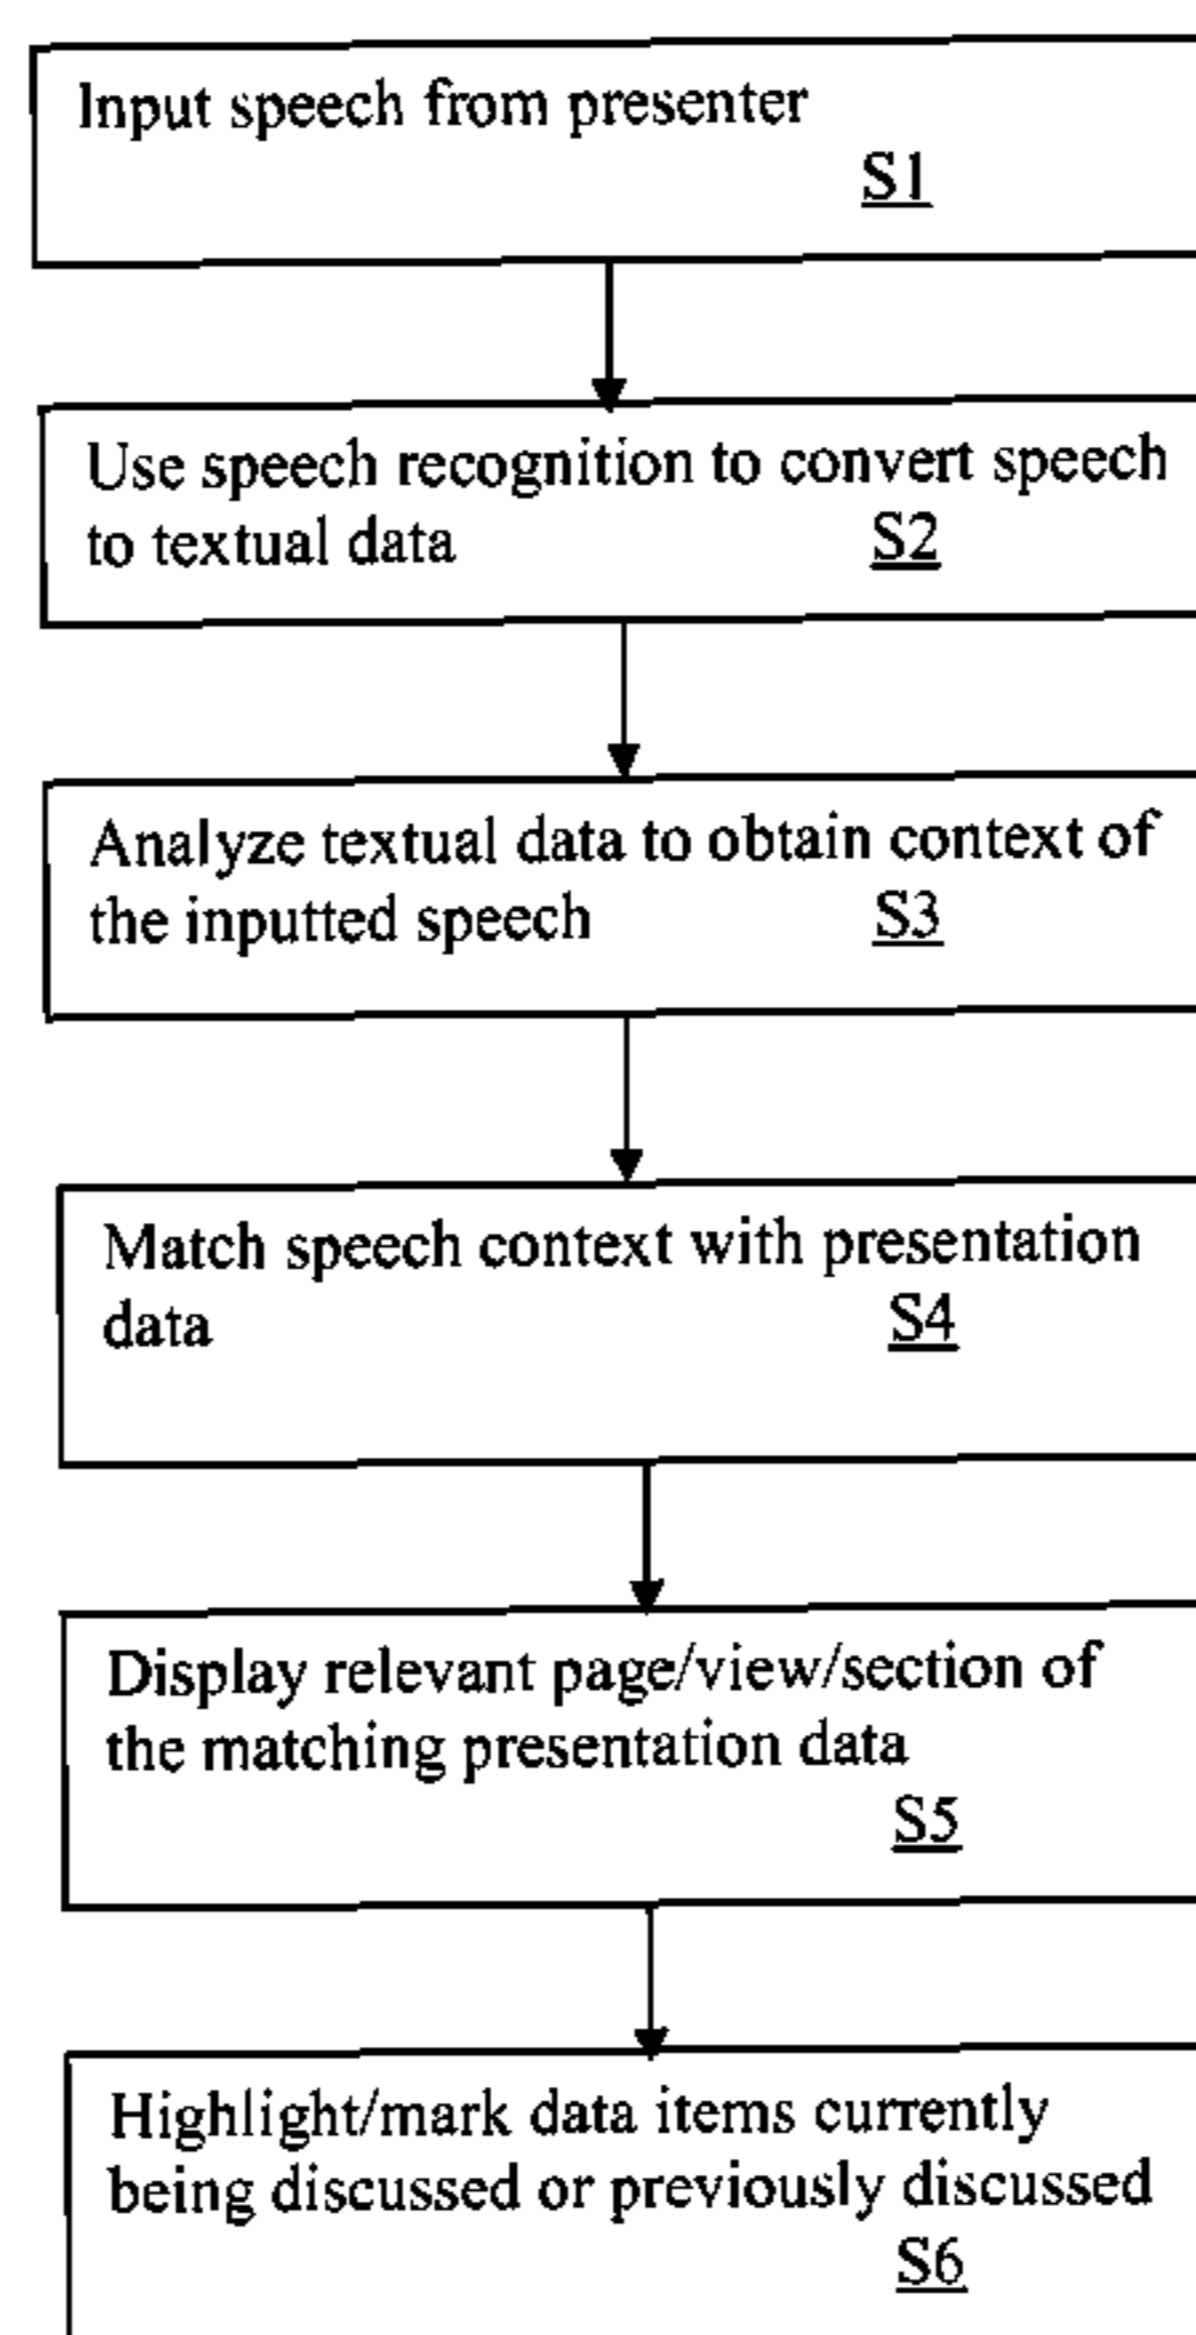 Input speech from presenter
S1
Use speech recognition to convert speech
to textual data S2
Analyze textual data to obtain context of
the inputted speech S3
Match speech context with presentation
data S4
Display relevant page/view/section of
the matching presentation data
S5
Highlight/mark data items currently
being discussed or previously discussed
S6